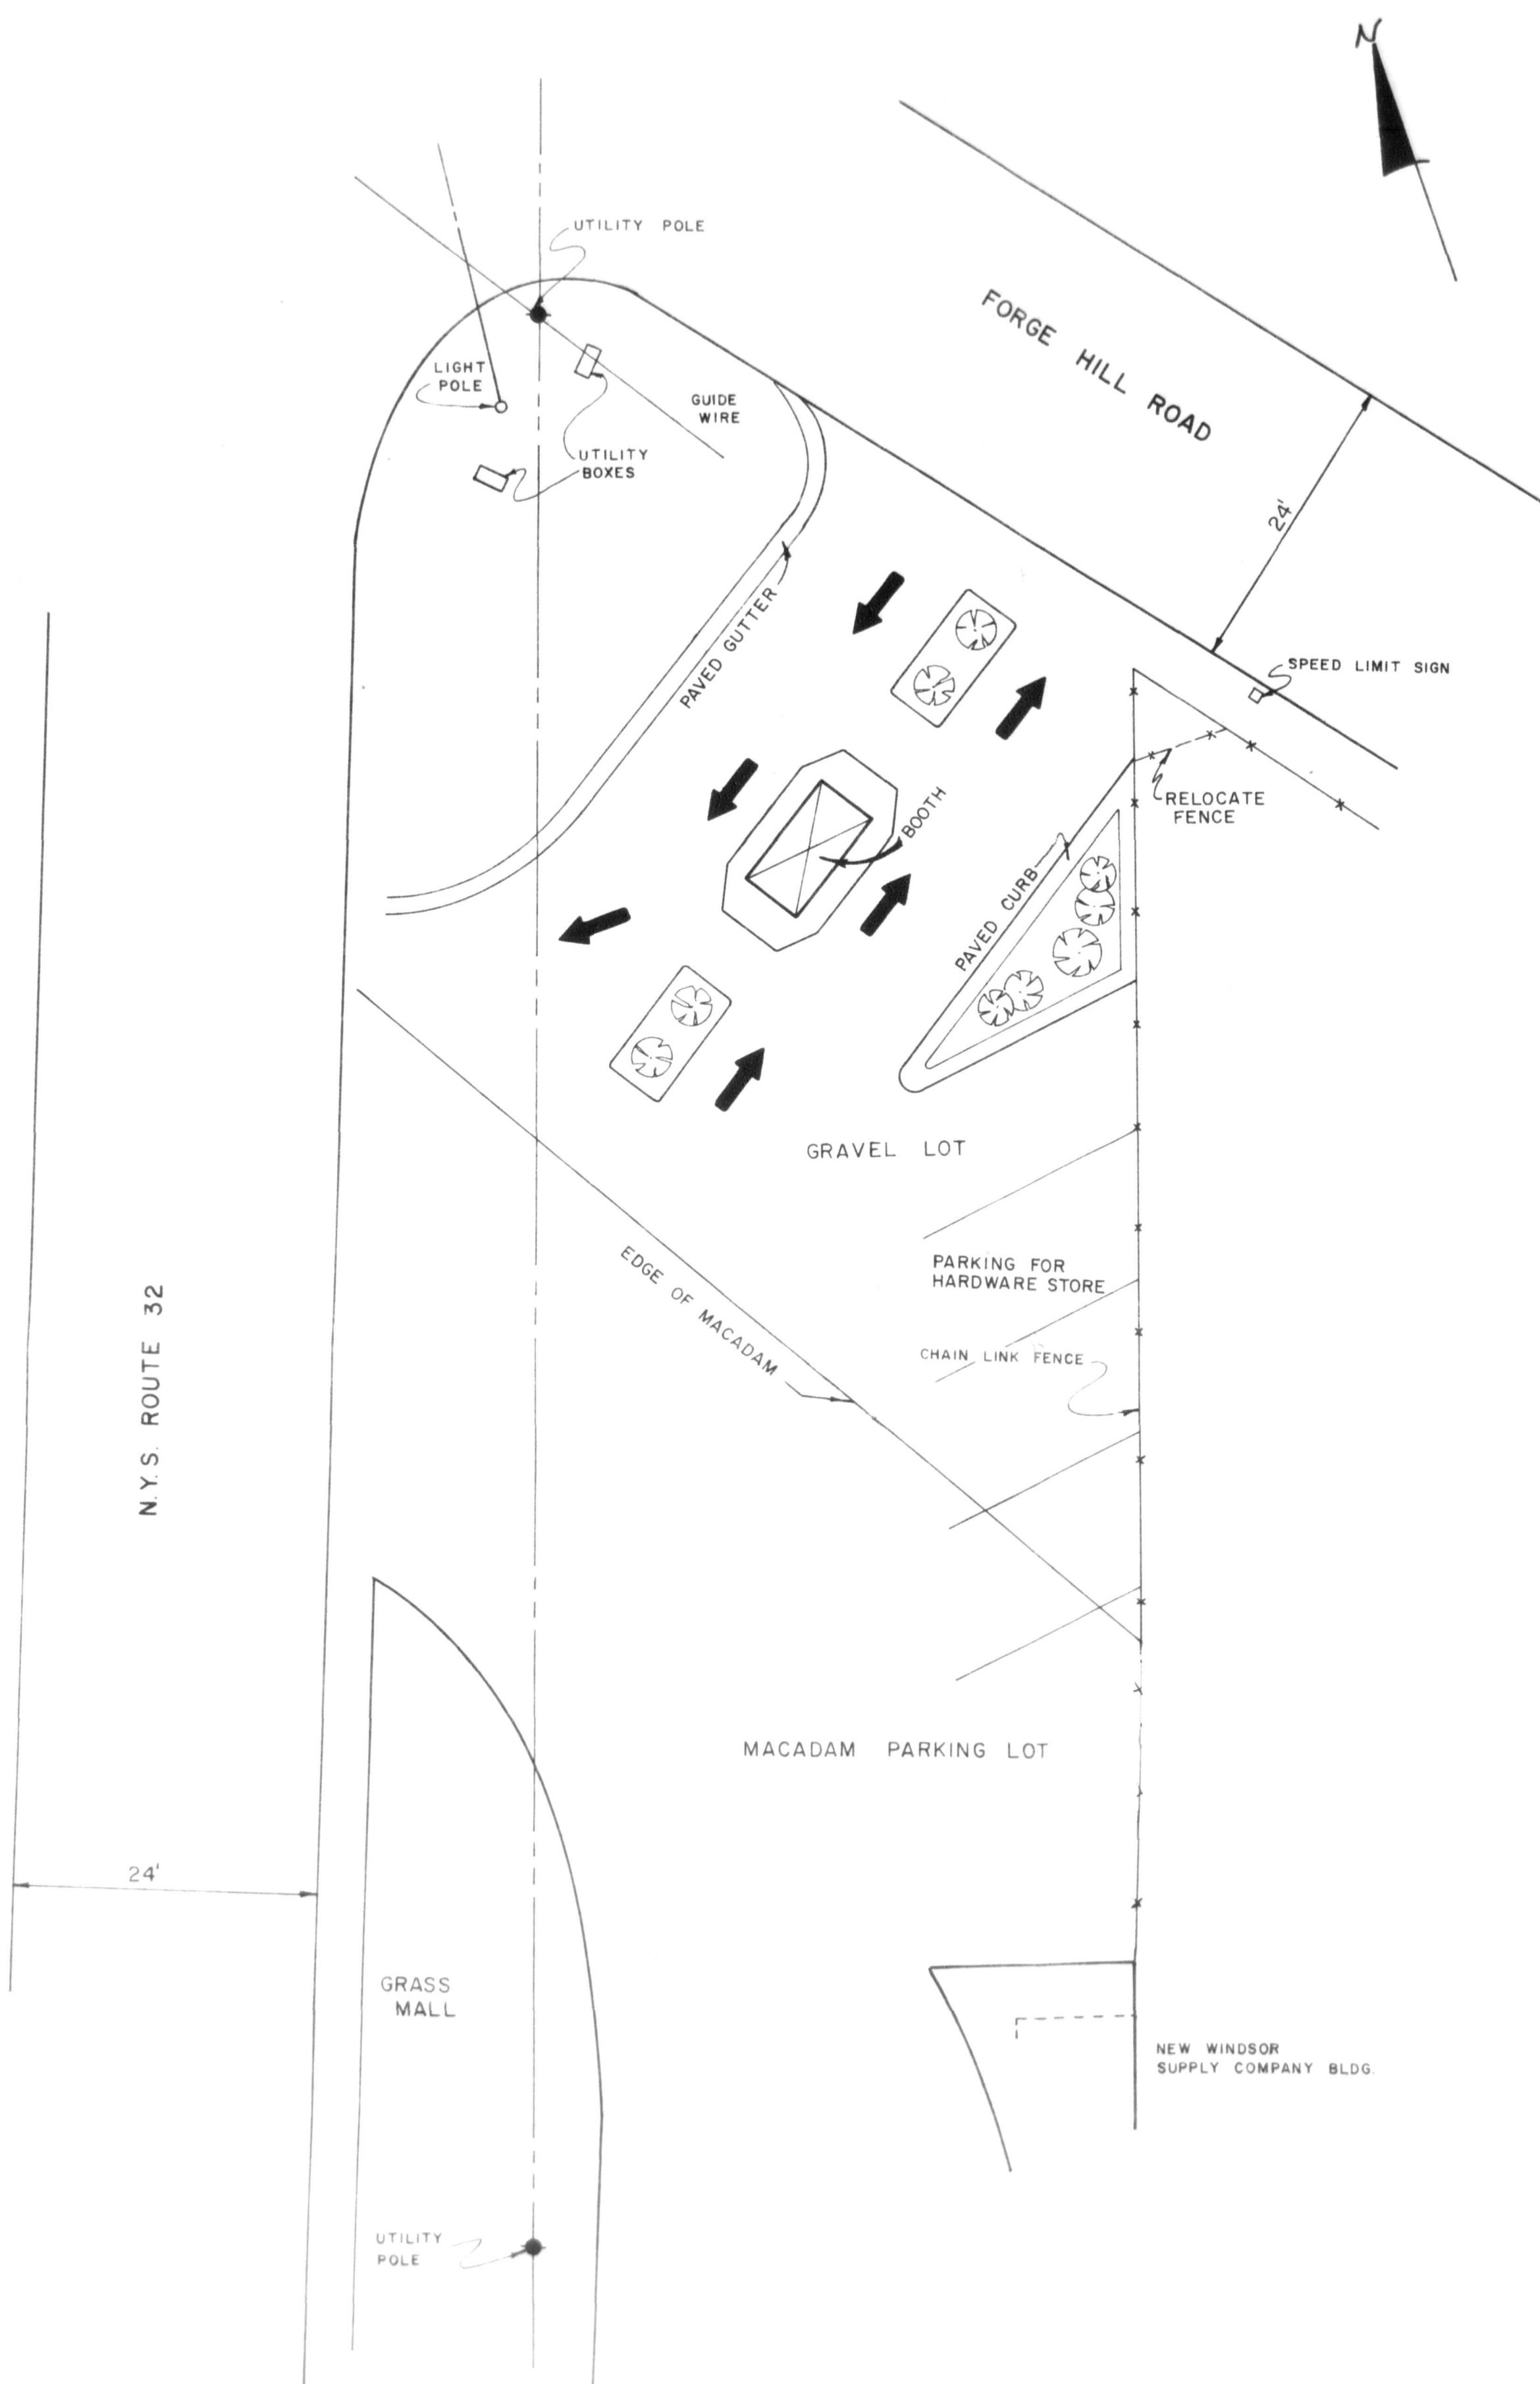 N
UTILITY POLE
FORGE HILL ROAD
LIGHT
POLE
GUIDE
WIRE
UTILITY
BOXES
24'
PAVED GUTTER
SPEED LIMIT SIGN
RELOCATE
FENCE
BOOTH
PAVED CURB
GRAVEL LOT
EDGE OF MACADAM
PARKING FOR
HARDWARE STORE
CHAIN LINK FENCE
N.Y.S. ROUTE 32
MACADAM PARKING LOT
24'
GRASS
MALL
NEW WINDSOR
SUPPLY COMPANY BLDG.
UTILITY
POLE